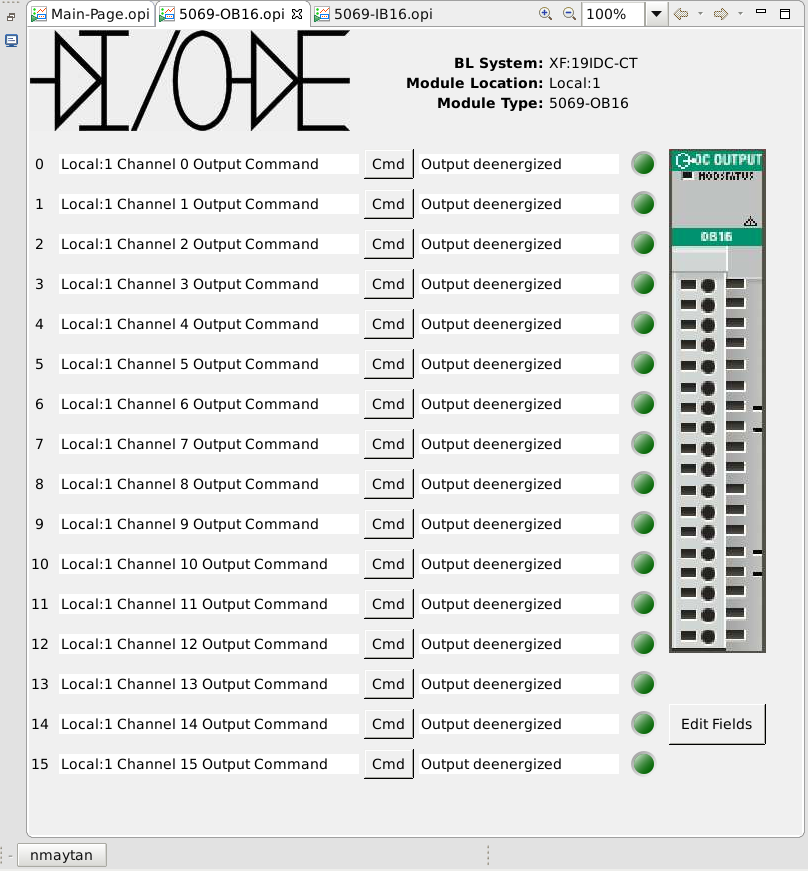 Main-Page.opi 5069-OB16.opi 5069-IB16.opi 100%
DI/ODE
BL System: XF:19IDC-CT
Module Location: Local:1
Module Type: 5069-OB16
0 Local:1 Channel 0 Output Command Cmd Output deenergized
1 Local:1 Channel 1 Output Command Cmd Output deenergized
2 Local:1 Channel 2 Output Command Cmd Output deenergized
3 Local:1 Channel 3 Output Command Cmd Output deenergized
4 Local:1 Channel 4 Output Command Cmd Output deenergized
5 Local:1 Channel 5 Output Command Cmd Output deenergized
6 Local:1 Channel 6 Output Command Cmd Output deenergized
7 Local:1 Channel 7 Output Command Cmd Output deenergized
8 Local:1 Channel 8 Output Command Cmd Output deenergized
9 Local:1 Channel 9 Output Command Cmd Output deenergized
10 Local:1 Channel 10 Output Command Cmd Output deenergized
11 Local:1 Channel 11 Output Command Cmd Output deenergized
12 Local:1 Channel 12 Output Command Cmd Output deenergized
13 Local:1 Channel 13 Output Command Cmd Output deenergized
14 Local:1 Channel 14 Output Command Cmd Output deenergized
15 Local:1 Channel 15 Output Command Cmd Output deenergized
DC OUTPUT
MOD STATUS
OB16
Edit Fields
nmaytan